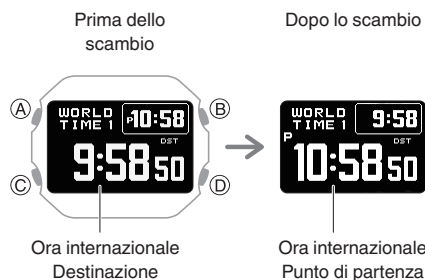 Prima dello
scambio
Dopo lo scambio
A
B
C
D
WORLD
TIME 1
P10:58
DST
9:58 50
WORLD
TIME 1
9:58
P
DST
10:58 50
Ora internazionale
Destinazione
Ora internazionale
Punto di partenza